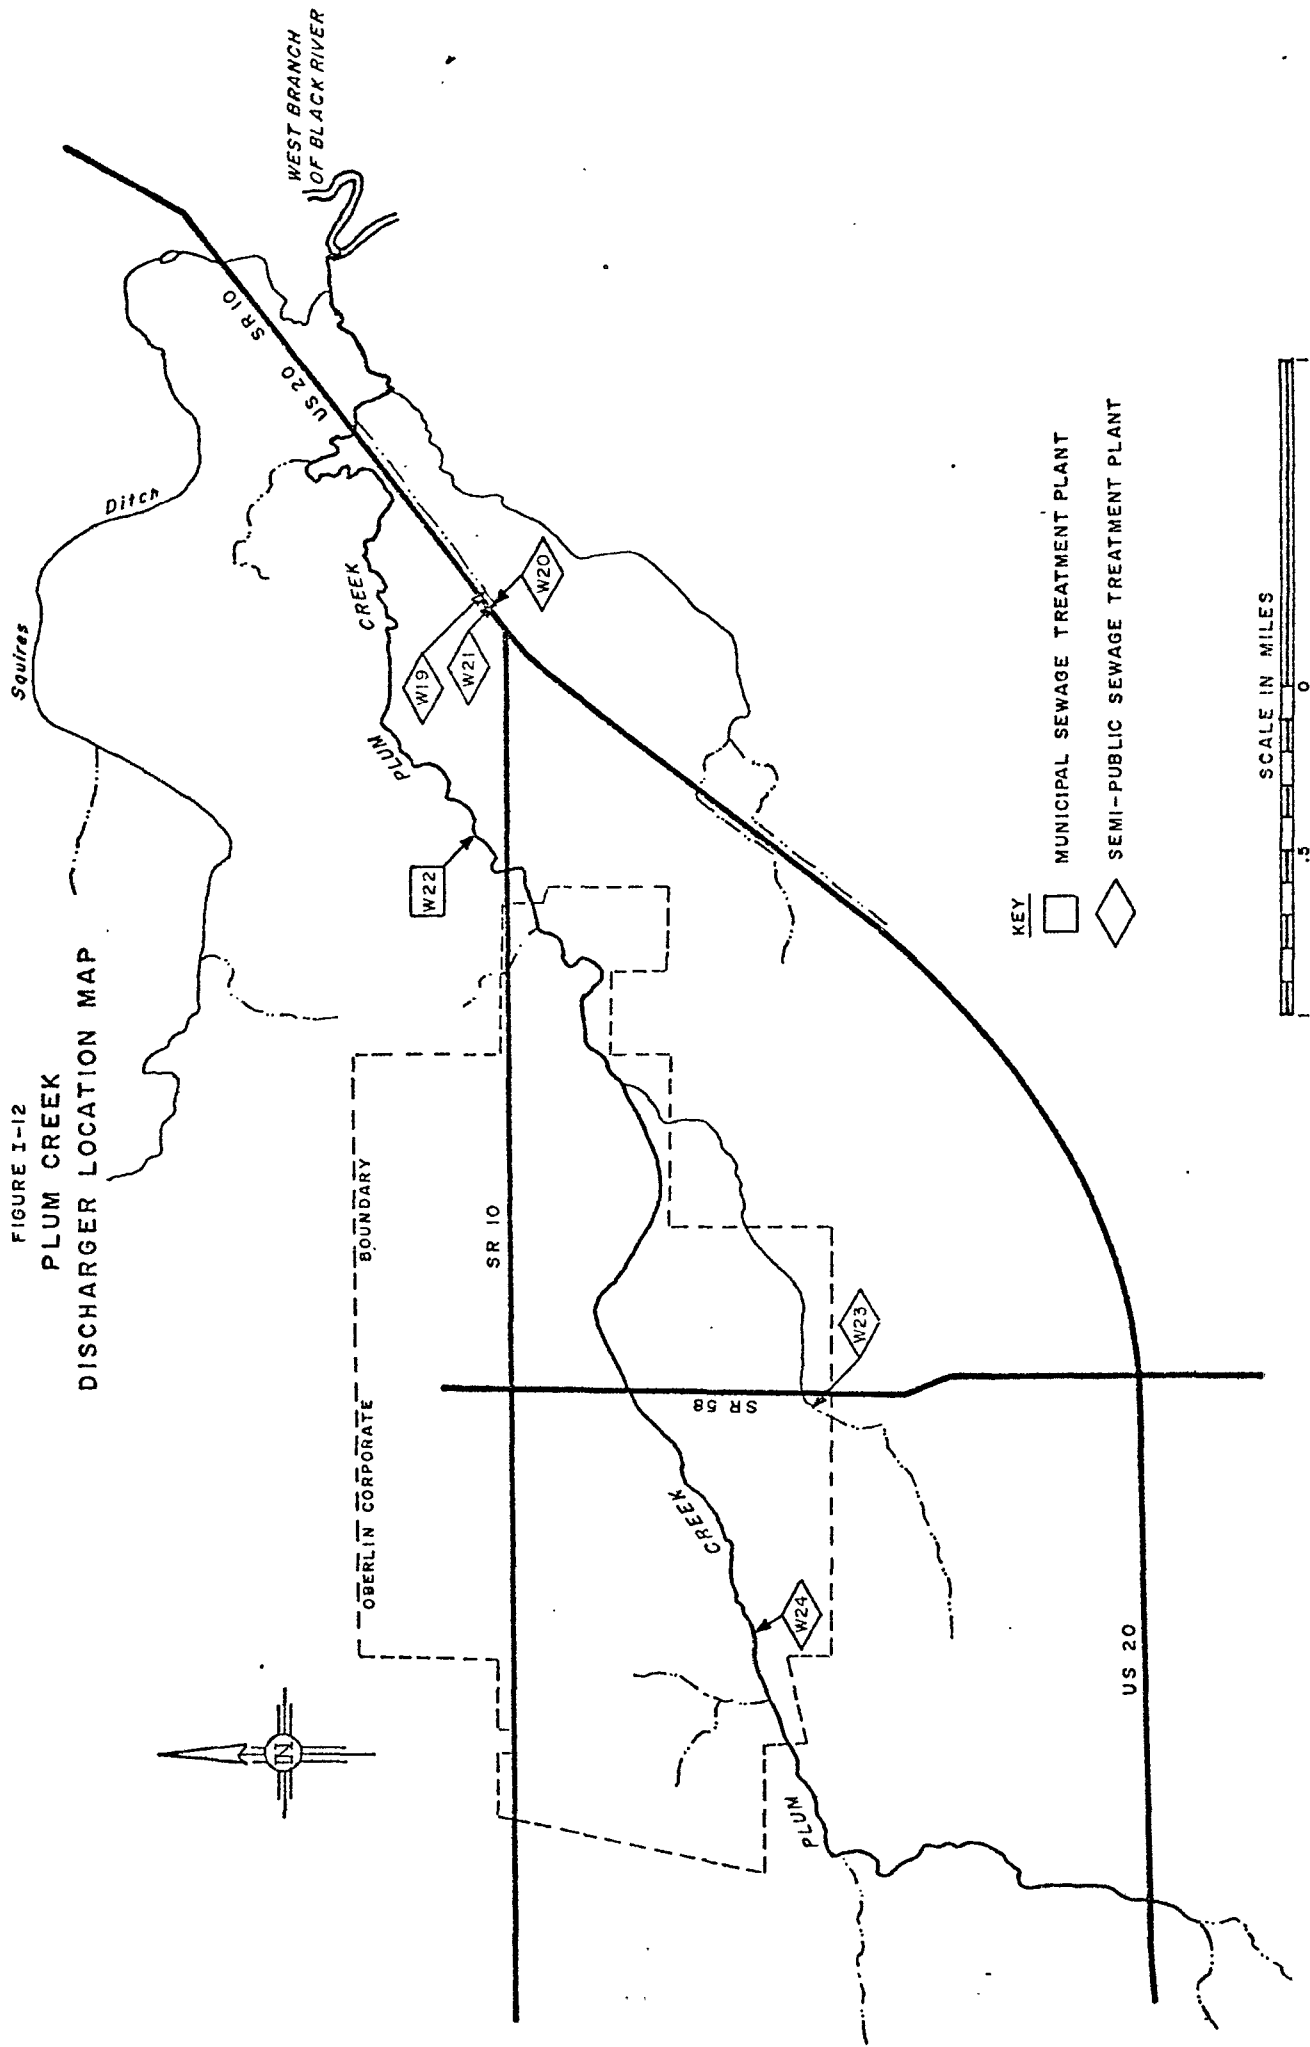 FIGURE I-12
PLUM CREEK
DISCHARGER LOCATION MAP
Squires
Ditch
WEST BRANCH
OF BLACK RIVER
SR 10
US 20
CREEK
PLUM
W19
W21
W20
W22
OBERLIN CORPORATE BOUNDARY
SR 10
SR 58
W23
CREEK
W24
PLUM
US 20
N
KEY
MUNICIPAL SEWAGE TREATMENT PLANT
SEMI-PUBLIC SEWAGE TREATMENT PLANT
SCALE IN MILES
1 .5 0 1